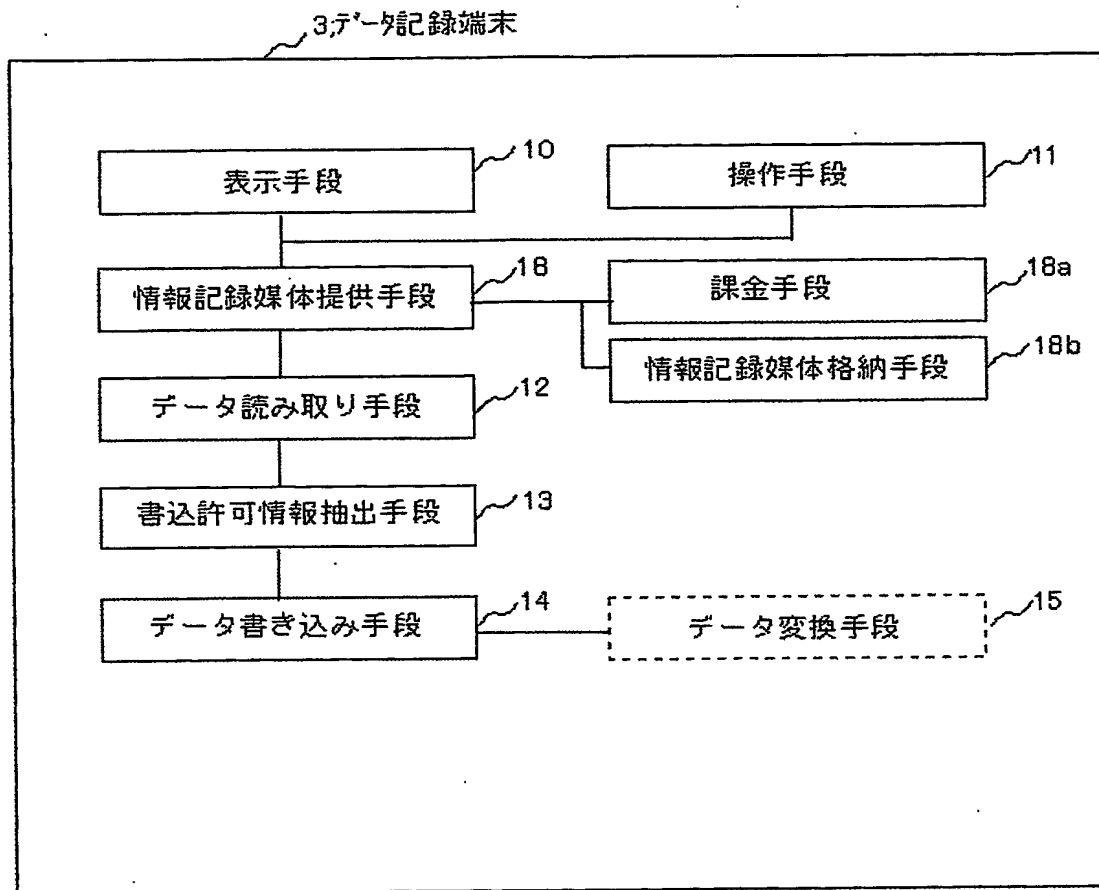 3;データ記録端末
表示手段
10
操作手段
11
情報記録媒体提供手段
18
課金手段
18a
情報記録媒体格納手段
18b
データ読み取り手段
12
書込許可情報抽出手段
13
データ書き込み手段
14
データ変換手段
15